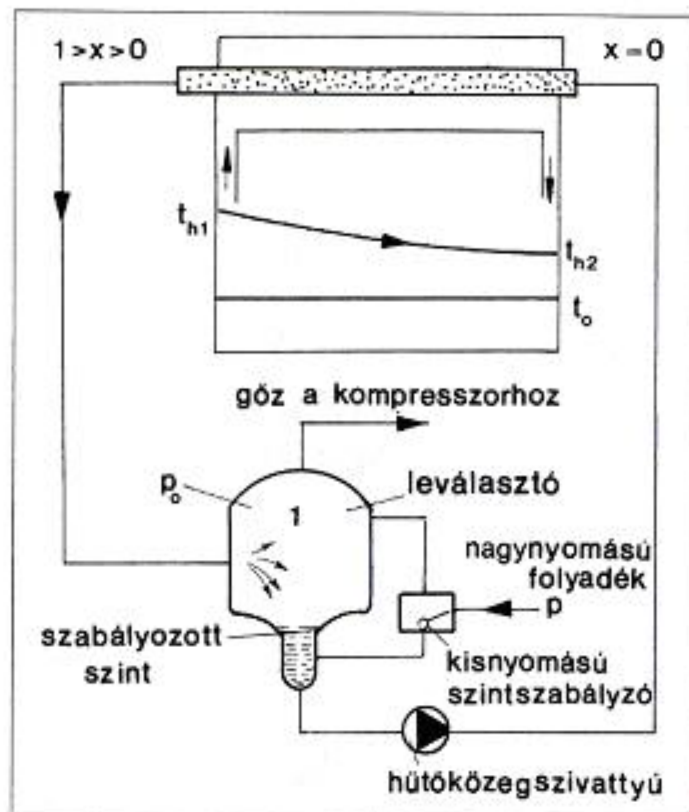 1>x>0
x=0
t_h1
t_h2
t_o
gőz a kompresszorhoz
p_o
1
leválasztó
nagynyomású
folyadék
p
szabályozott
szint
kisnyomású
szintszabályzó
hűtőközegszivattyú